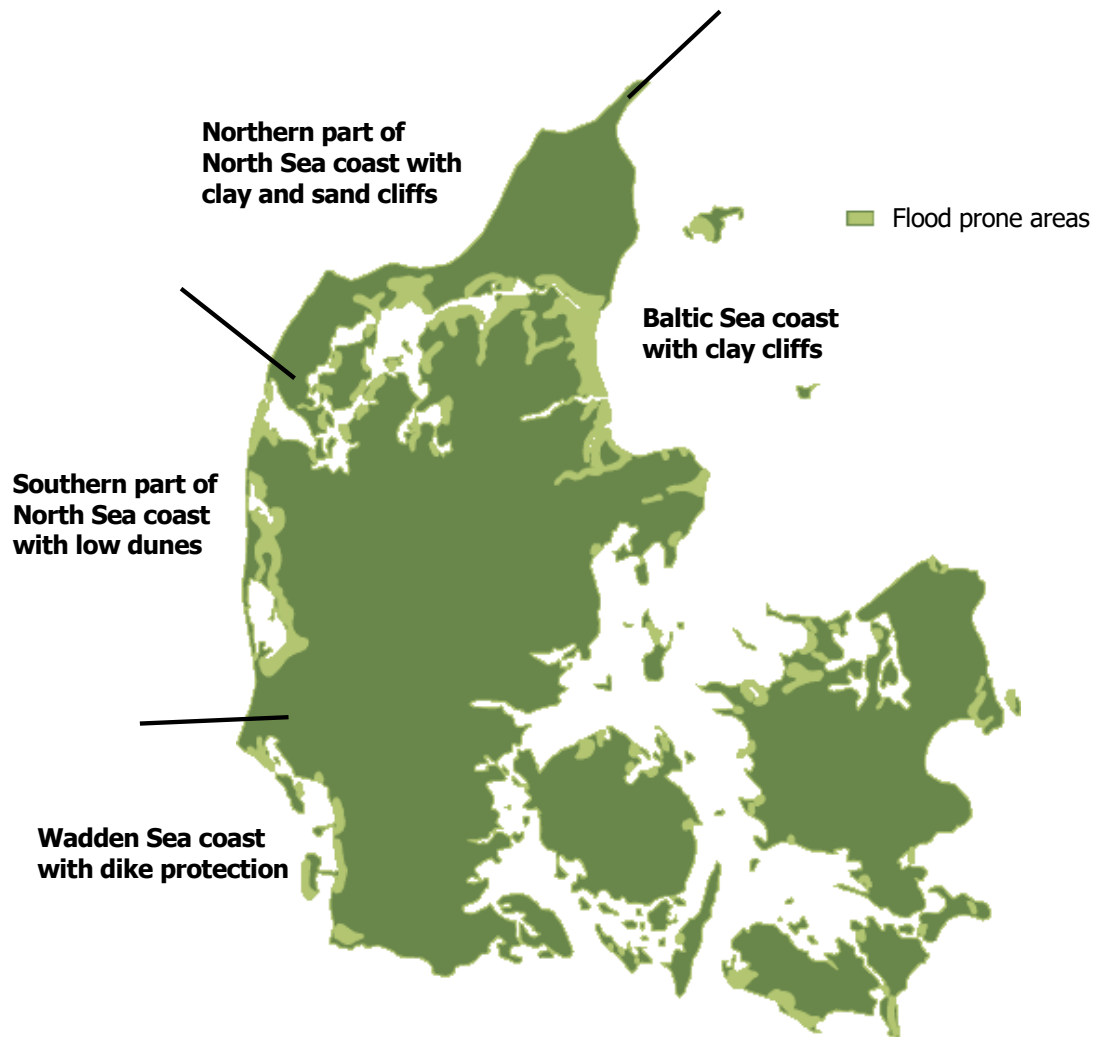 Northern part of
North Sea coast with
clay and sand cliffs
Flood prone areas
Baltic Sea coast
with clay cliffs
Southern part of
North Sea coast
with low dunes
Wadden Sea coast
with dike protection